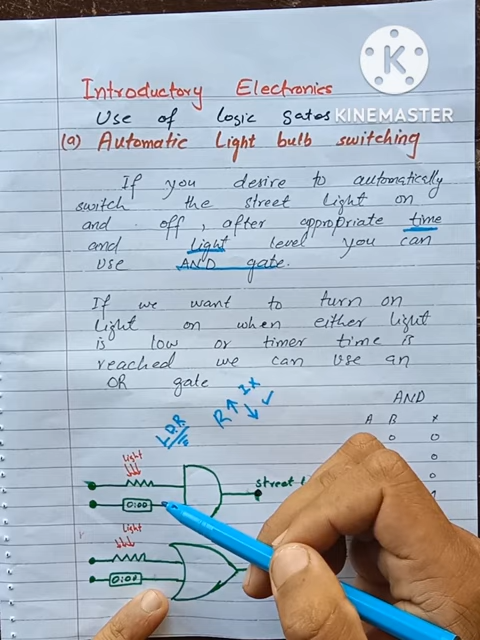 K
KINEMASTER
Introductory Electronics
Use of Logic gates
(a) Automatic Light bulb switching
If you desire to automatically
switch the street light on
and off, after appropriate time
and light level you can
use AND gate.
If we want to turn on
light on when either light
is low or timer time is
reached we can use an
OR gate
L.D.R.
R↑ I.X
↓ ✓
AND
A B X
0 0
0
0
Light
0:00
street
Light
0:00